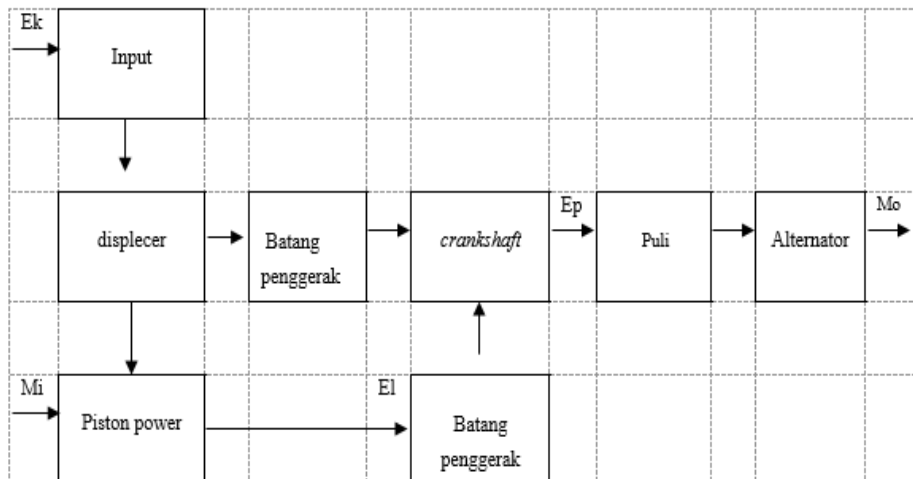 Ek
Input
displecer
Batang
penggerak
crankshaft
Ep
Puli
Alternator
Mo
Mi
Piston power
El
Batang
penggerak